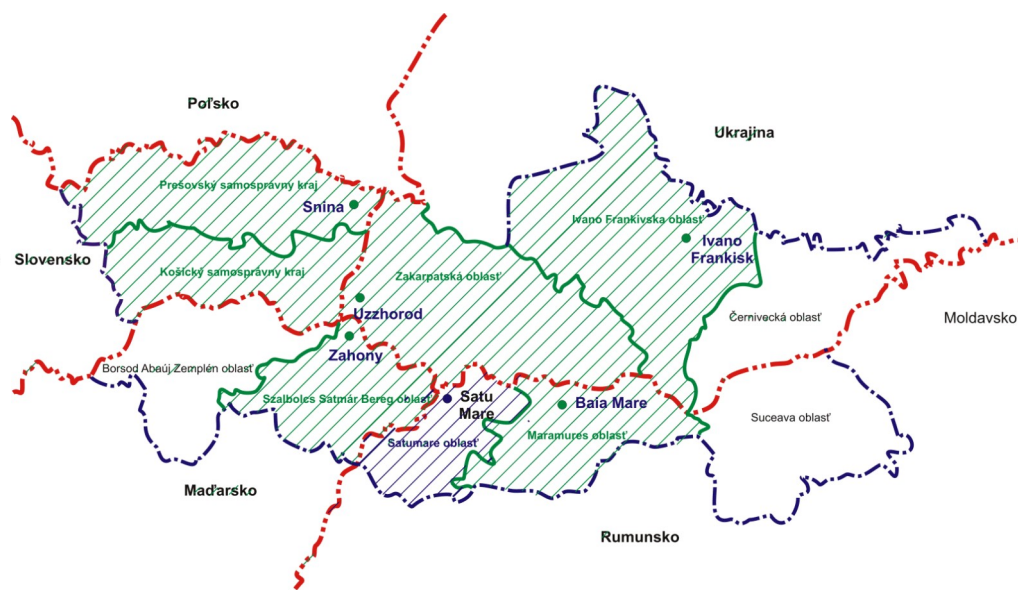 Poľsko
Ukrajina
Prešovský samosprávny kraj
Snina
Ivano Frankivska oblasť
Ivano
Frankisk
Slovensko
Košický samosprávny kraj
Zakarpatská oblasť
Uzzhorod
Černivecká oblasť
Moldavsko
Zahony
Borsod Abaúj Zemplén oblasť
Szalbolcs Satmár Bereg oblasť
Satu
Mare
Baia Mare
Suceava oblasť
Satumare oblasť
Maramures oblasť
Maďarsko
Rumunsko